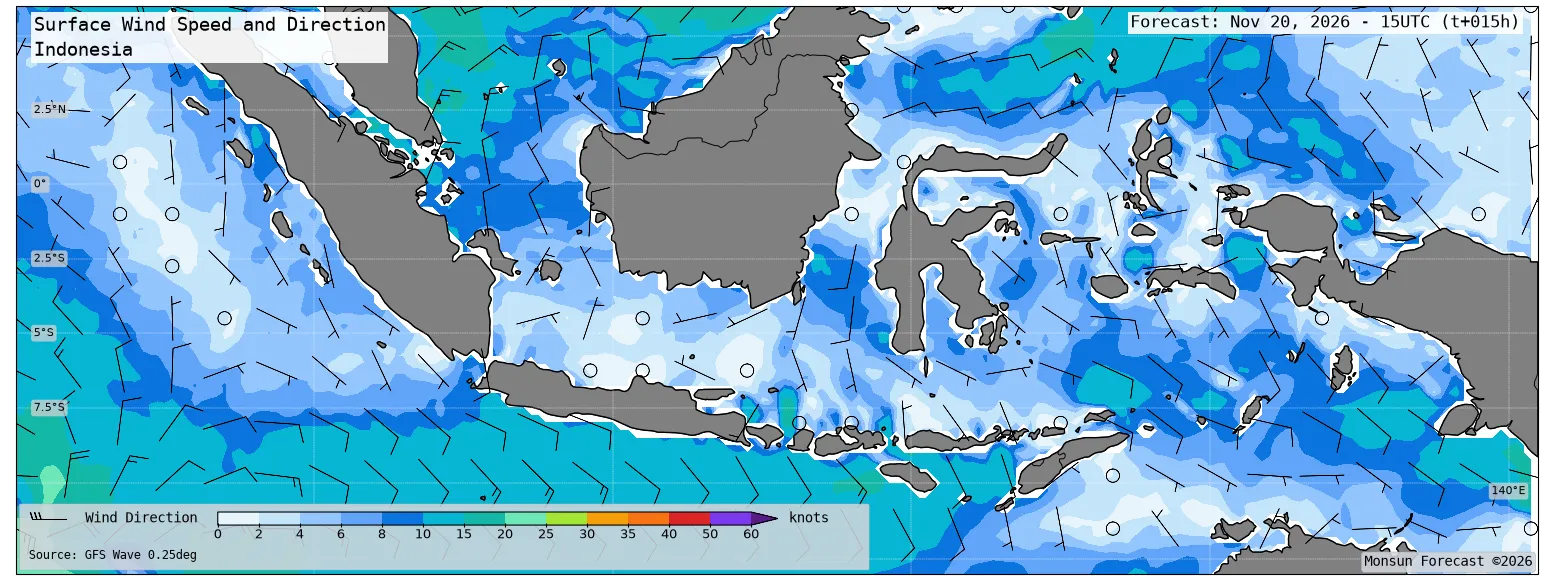 Surface Wind Speed and Direction
Indonesia
Forecast: Nov 20, 2026 - 15UTC (t+015h)
2.5°N
0°
2.5°S
5°S
7.5°S
140°E
Wind Direction
0 2 4 6 8 10 15 20 25 30 35 40 50 60
knots
Source: GFS Wave 0.25deg
Monsun Forecast ©2026